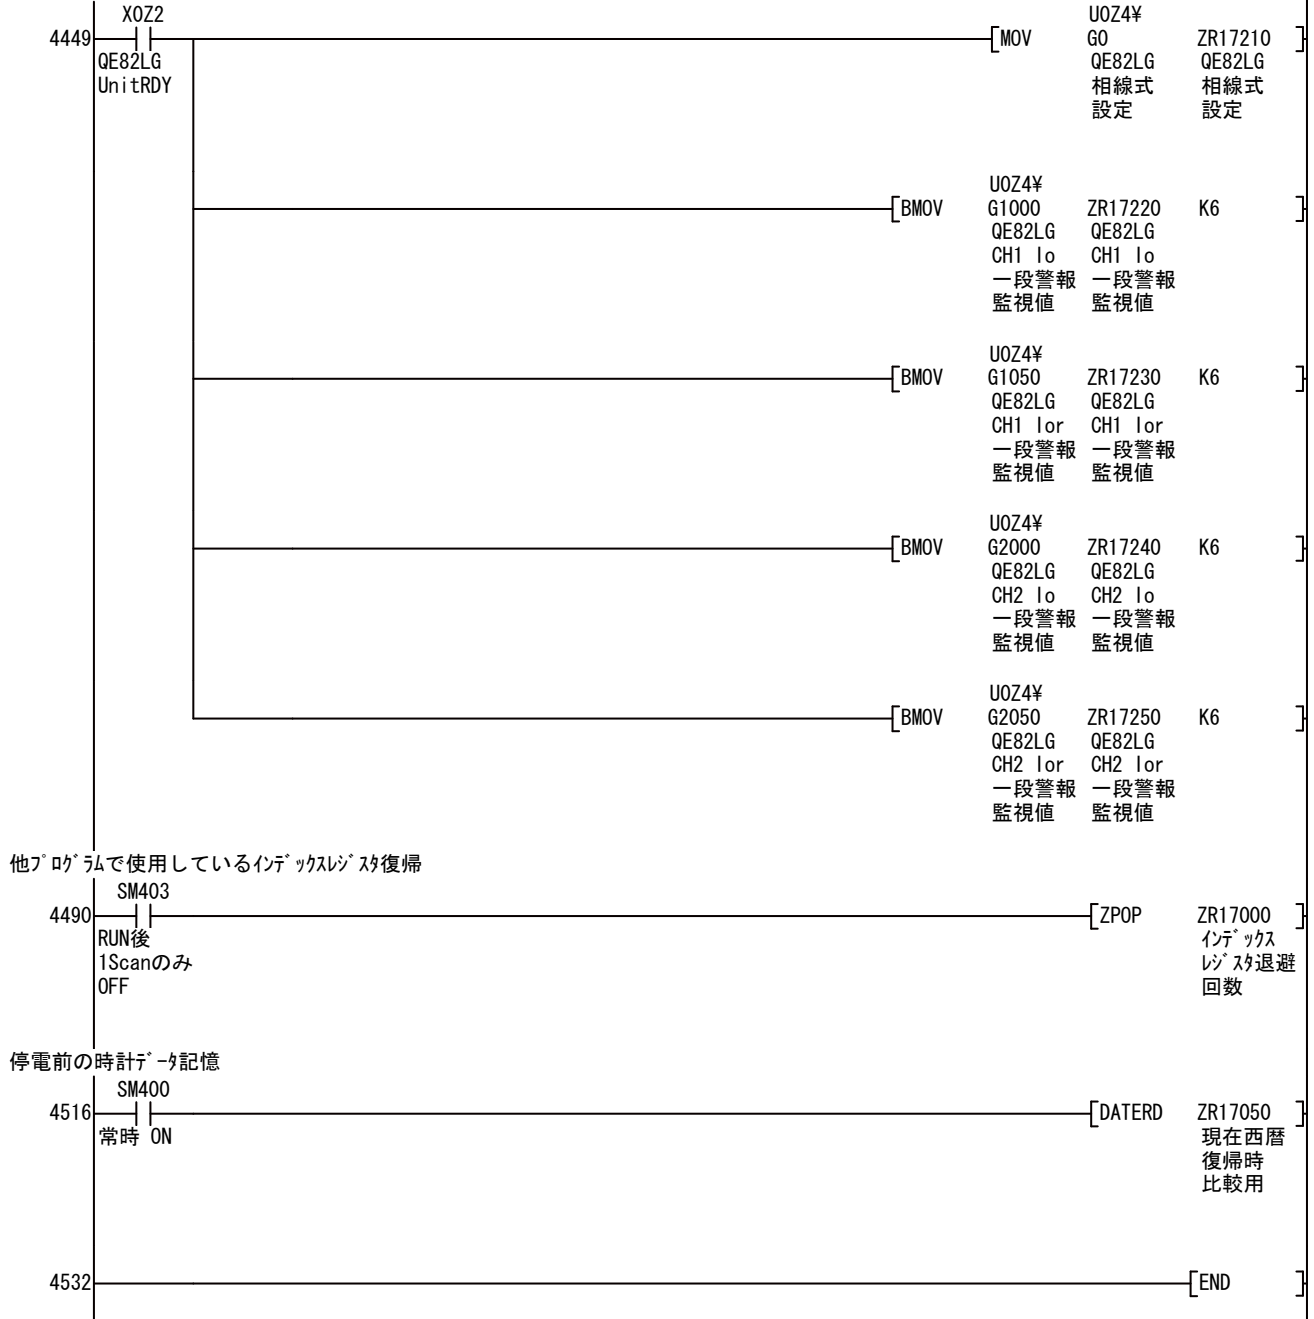 X0Z2 U0Z4¥
4449 [MOV G0 ZR17210 ]
QE82LG QE82LG QE82LG
UnitRDY 相線式 相線式
設定 設定
U0Z4¥
[BMOV G1000 ZR17220 K6 ]
QE82LG QE82LG
CH1 Io CH1 Io
一段警報 一段警報
監視値 監視値
U0Z4¥
[BMOV G1050 ZR17230 K6 ]
QE82LG QE82LG
CH1 Ior CH1 Ior
一段警報 一段警報
監視値 監視値
U0Z4¥
[BMOV G2000 ZR17240 K6 ]
QE82LG QE82LG
CH2 Io CH2 Io
一段警報 一段警報
監視値 監視値
U0Z4¥
[BMOV G2050 ZR17250 K6 ]
QE82LG QE82LG
CH2 Ior CH2 Ior
一段警報 一段警報
監視値 監視値
他ﾌﾟﾛｸﾞﾗﾑで使用しているｲﾝﾃﾞｯｸｽﾚｼﾞｽﾀ復帰
SM403
4490 [ZPOP ZR17000 ]
RUN後 ｲﾝﾃﾞｯｸｽ
1Scanのみ ﾚｼﾞｽﾀ退避
OFF 回数
停電前の時計ﾃﾞｰﾀ記憶
SM400
4516 [DATERD ZR17050 ]
常時 ON 現在西暦
復帰時
比較用
4532 [END ]